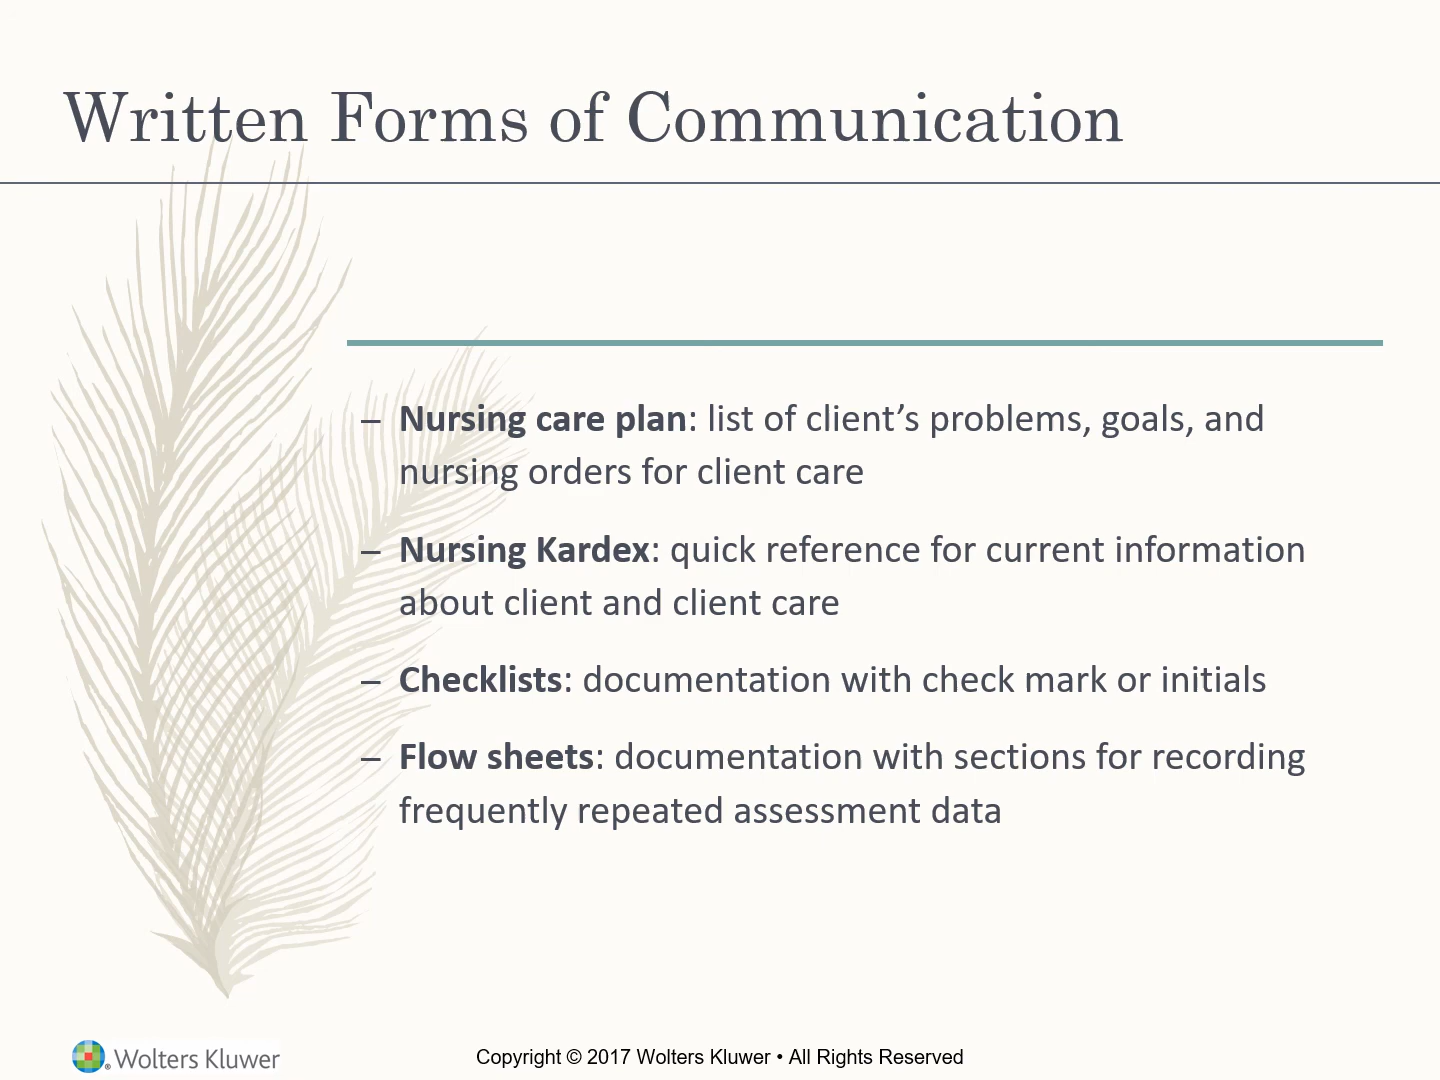 Written Forms of Communication
– Nursing care plan: list of client’s problems, goals, and
nursing orders for client care
– Nursing Kardex: quick reference for current information
about client and client care
– Checklists: documentation with check mark or initials
– Flow sheets: documentation with sections for recording
frequently repeated assessment data
Wolters Kluwer
Copyright © 2017 Wolters Kluwer • All Rights Reserved